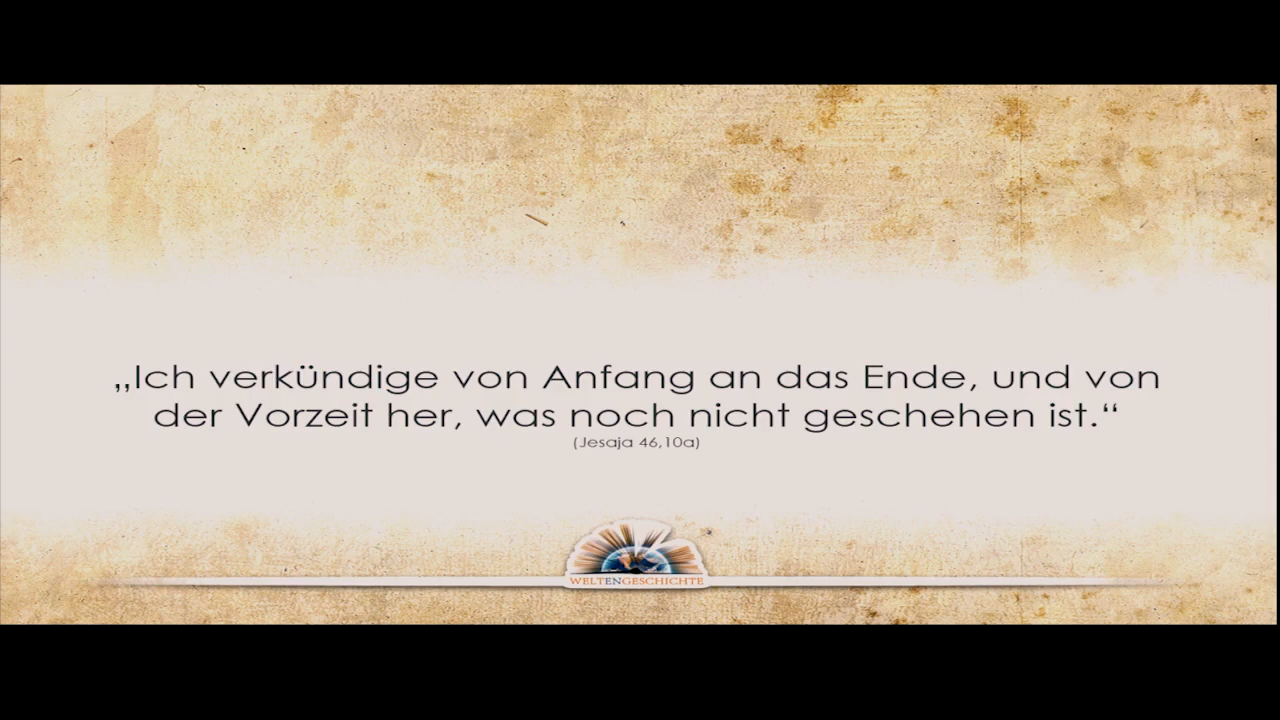 „Ich verkündige von Anfang an das Ende, und von
der Vorzeit her, was noch nicht geschehen ist.“
(Jesaja 46,10a)
WELTENGESCHICHTE